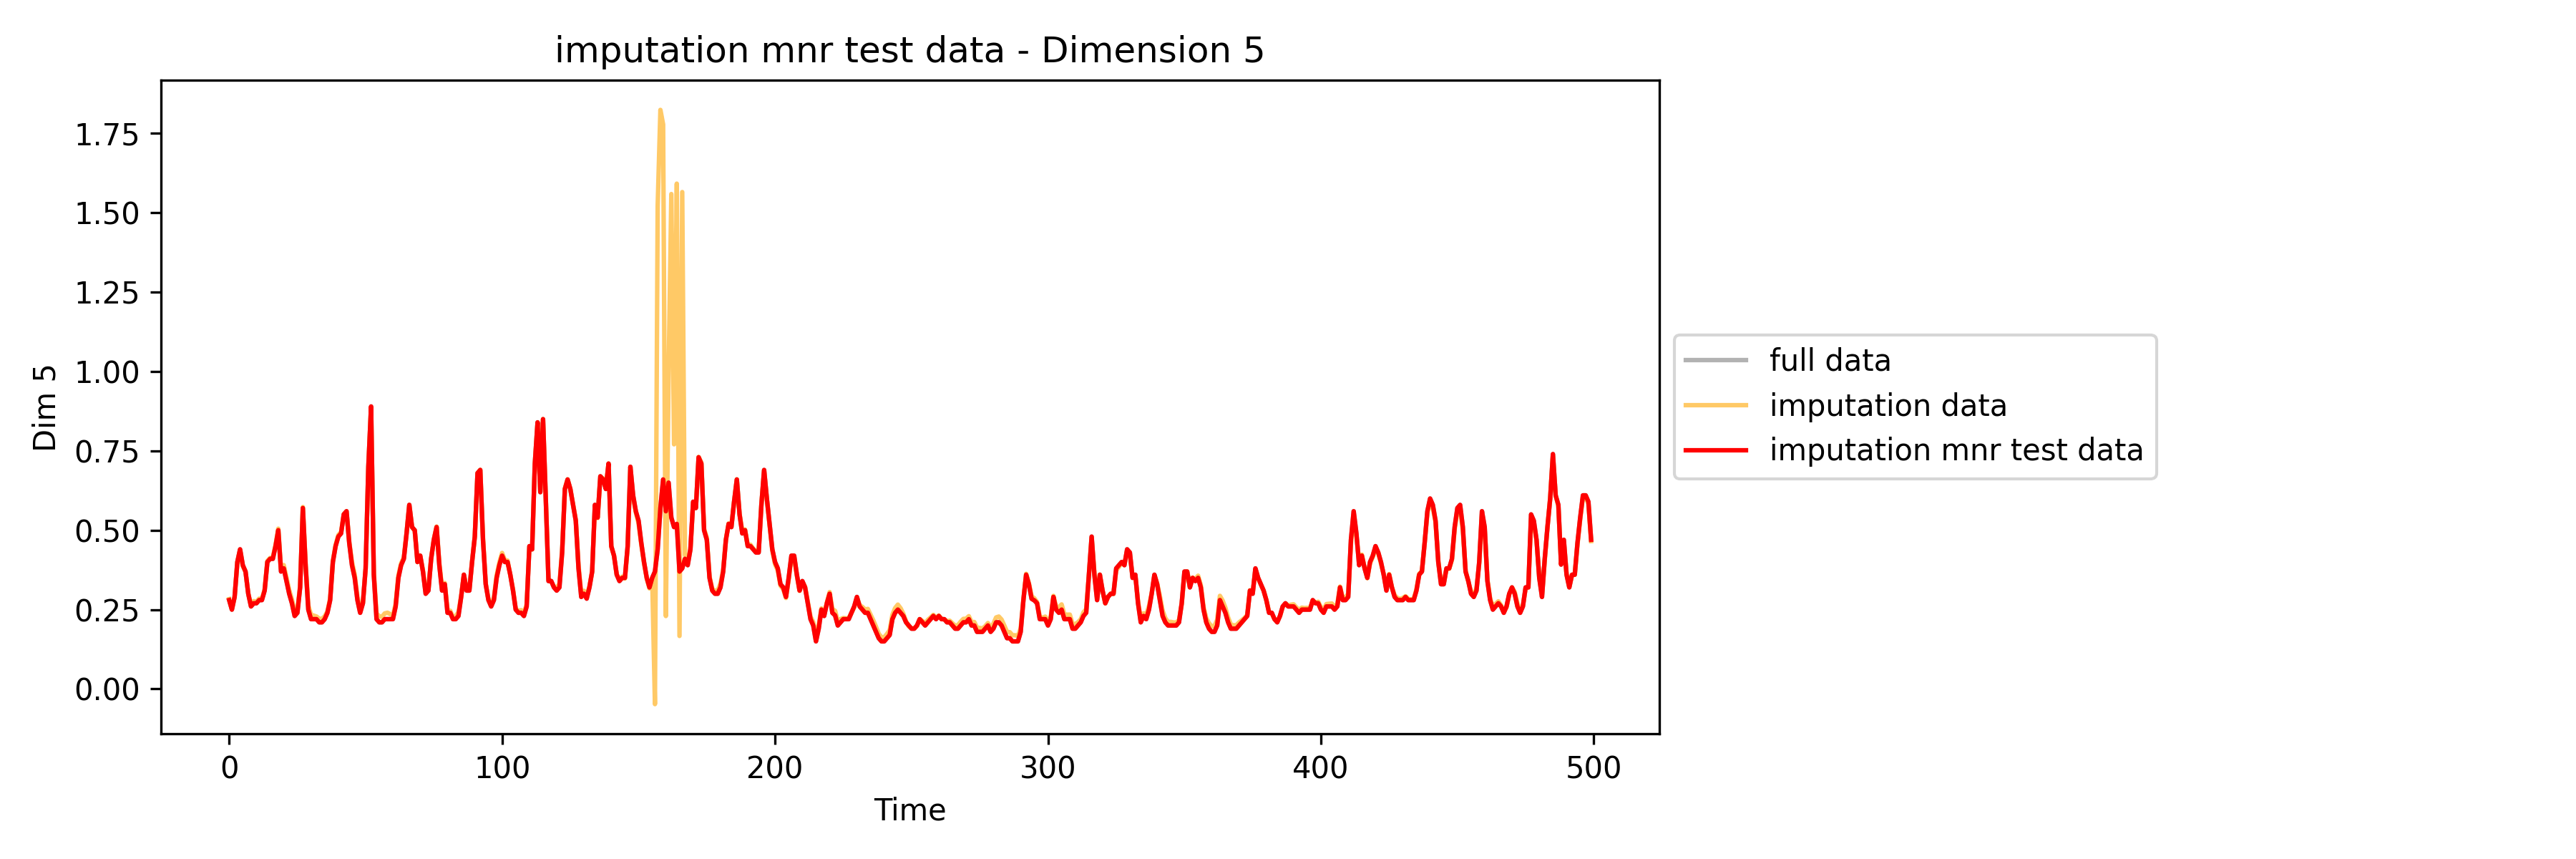 imputation mnr test data - Dimension 5
1.75
1.50
1.25
1.00
0.75
0.50
0.25
0.00
Dim 5
0 100 200 300 400 500
Time
full data
imputation data
imputation mnr test data